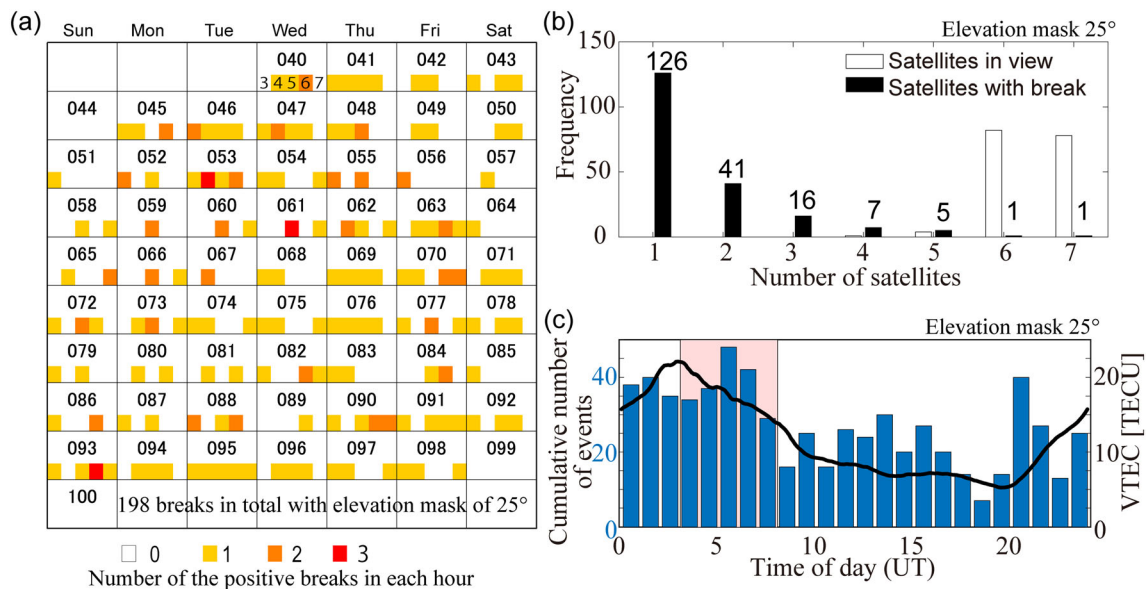 (a)
Sun Mon Tue Wed Thu Fri Sat
040 041 042 043
3 4 5 6 7
044 045 046 047 048 049 050
051 052 053 054 055 056 057
058 059 060 061 062 063 064
065 066 067 068 069 070 071
072 073 074 075 076 077 078
079 080 081 082 083 084 085
086 087 088 089 090 091 092
093 094 095 096 097 098 099
100 198 breaks in total with elevation mask of 25°
0 1 2 3
Number of the positive breaks in each hour
(b)
Elevation mask 25°
Frequency
150
100
50
0
Satellites in view
Satellites with break
126 41 16 7 5 1 1
1 2 3 4 5 6 7
Number of satellites
(c)
Elevation mask 25°
Cumulative number
of events
40
20
0
20
10
0
VTEC [TECU]
0 5 10 15 20
Time of day (UT)